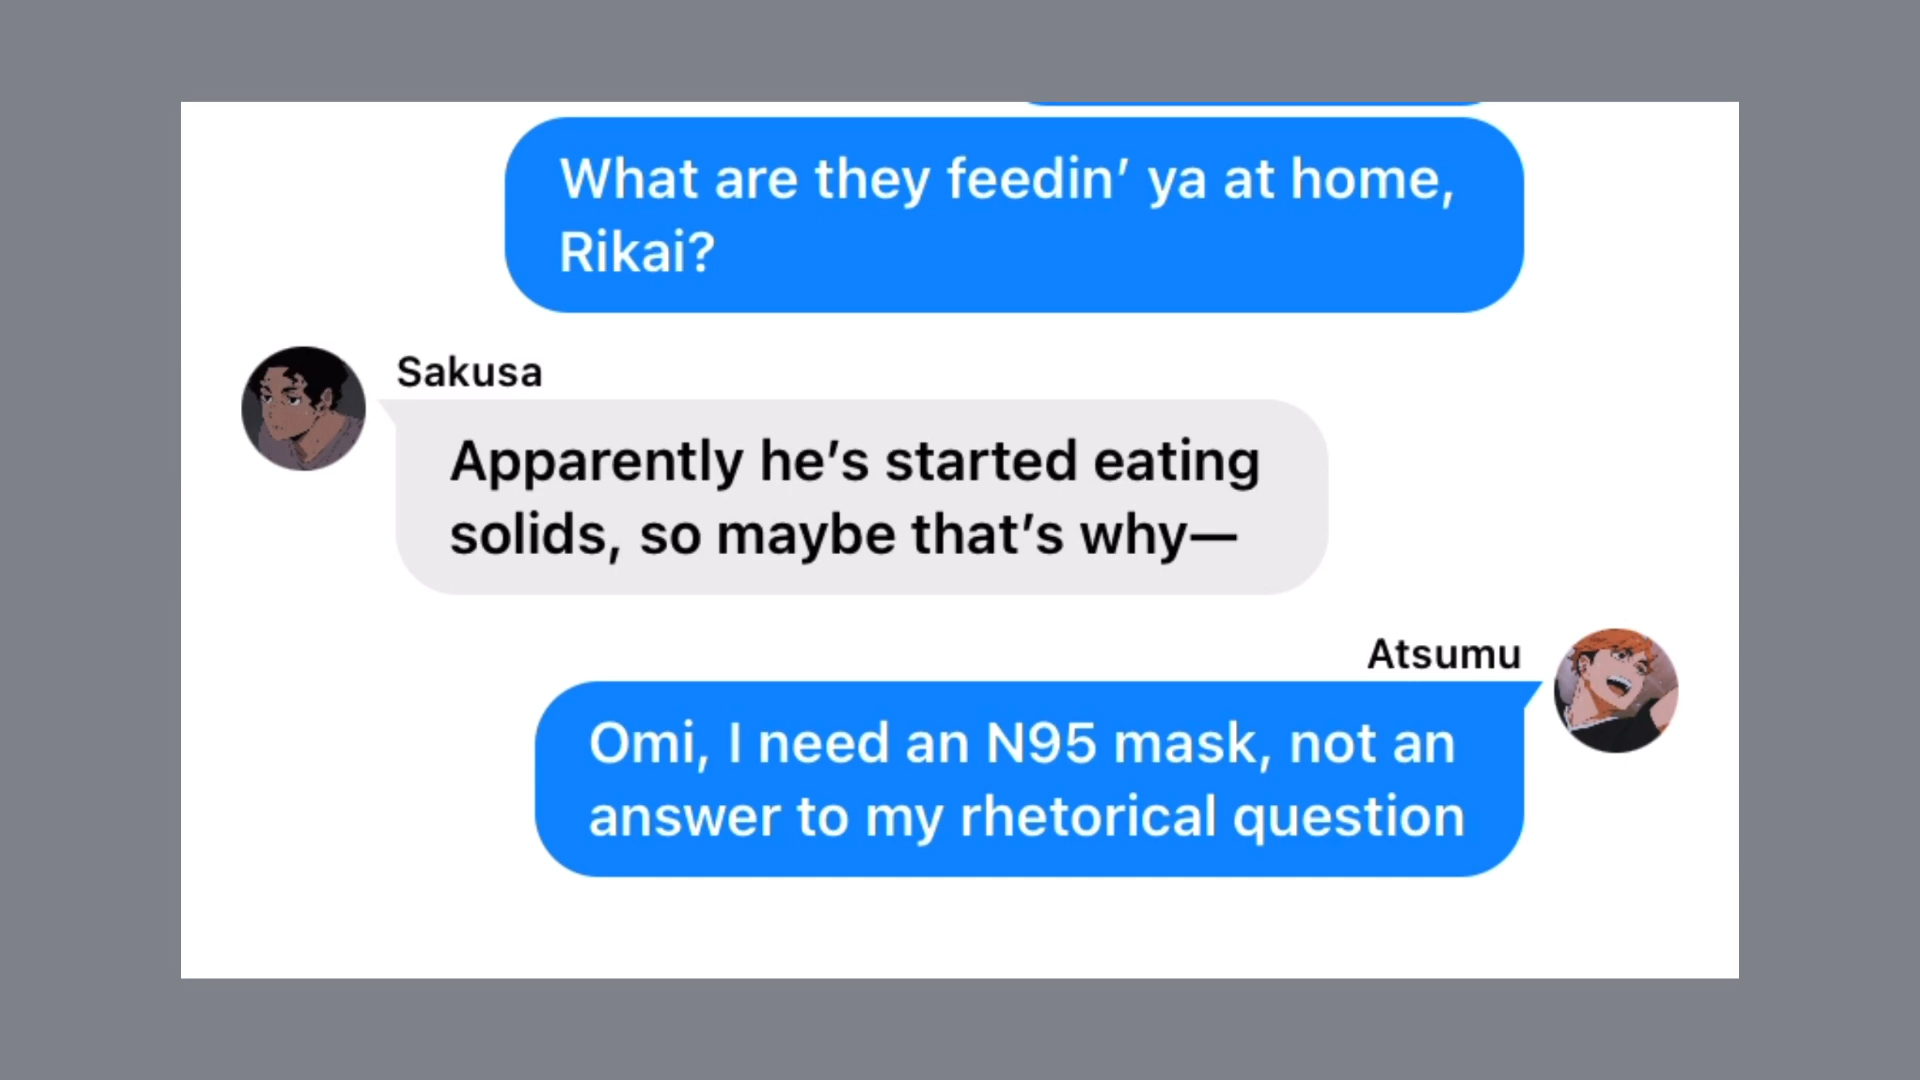 What are they feedin’ ya at home,
Rikai?
Sakusa
Apparently he’s started eating
solids, so maybe that’s why—
Atsumu
Omi, I need an N95 mask, not an
answer to my rhetorical question